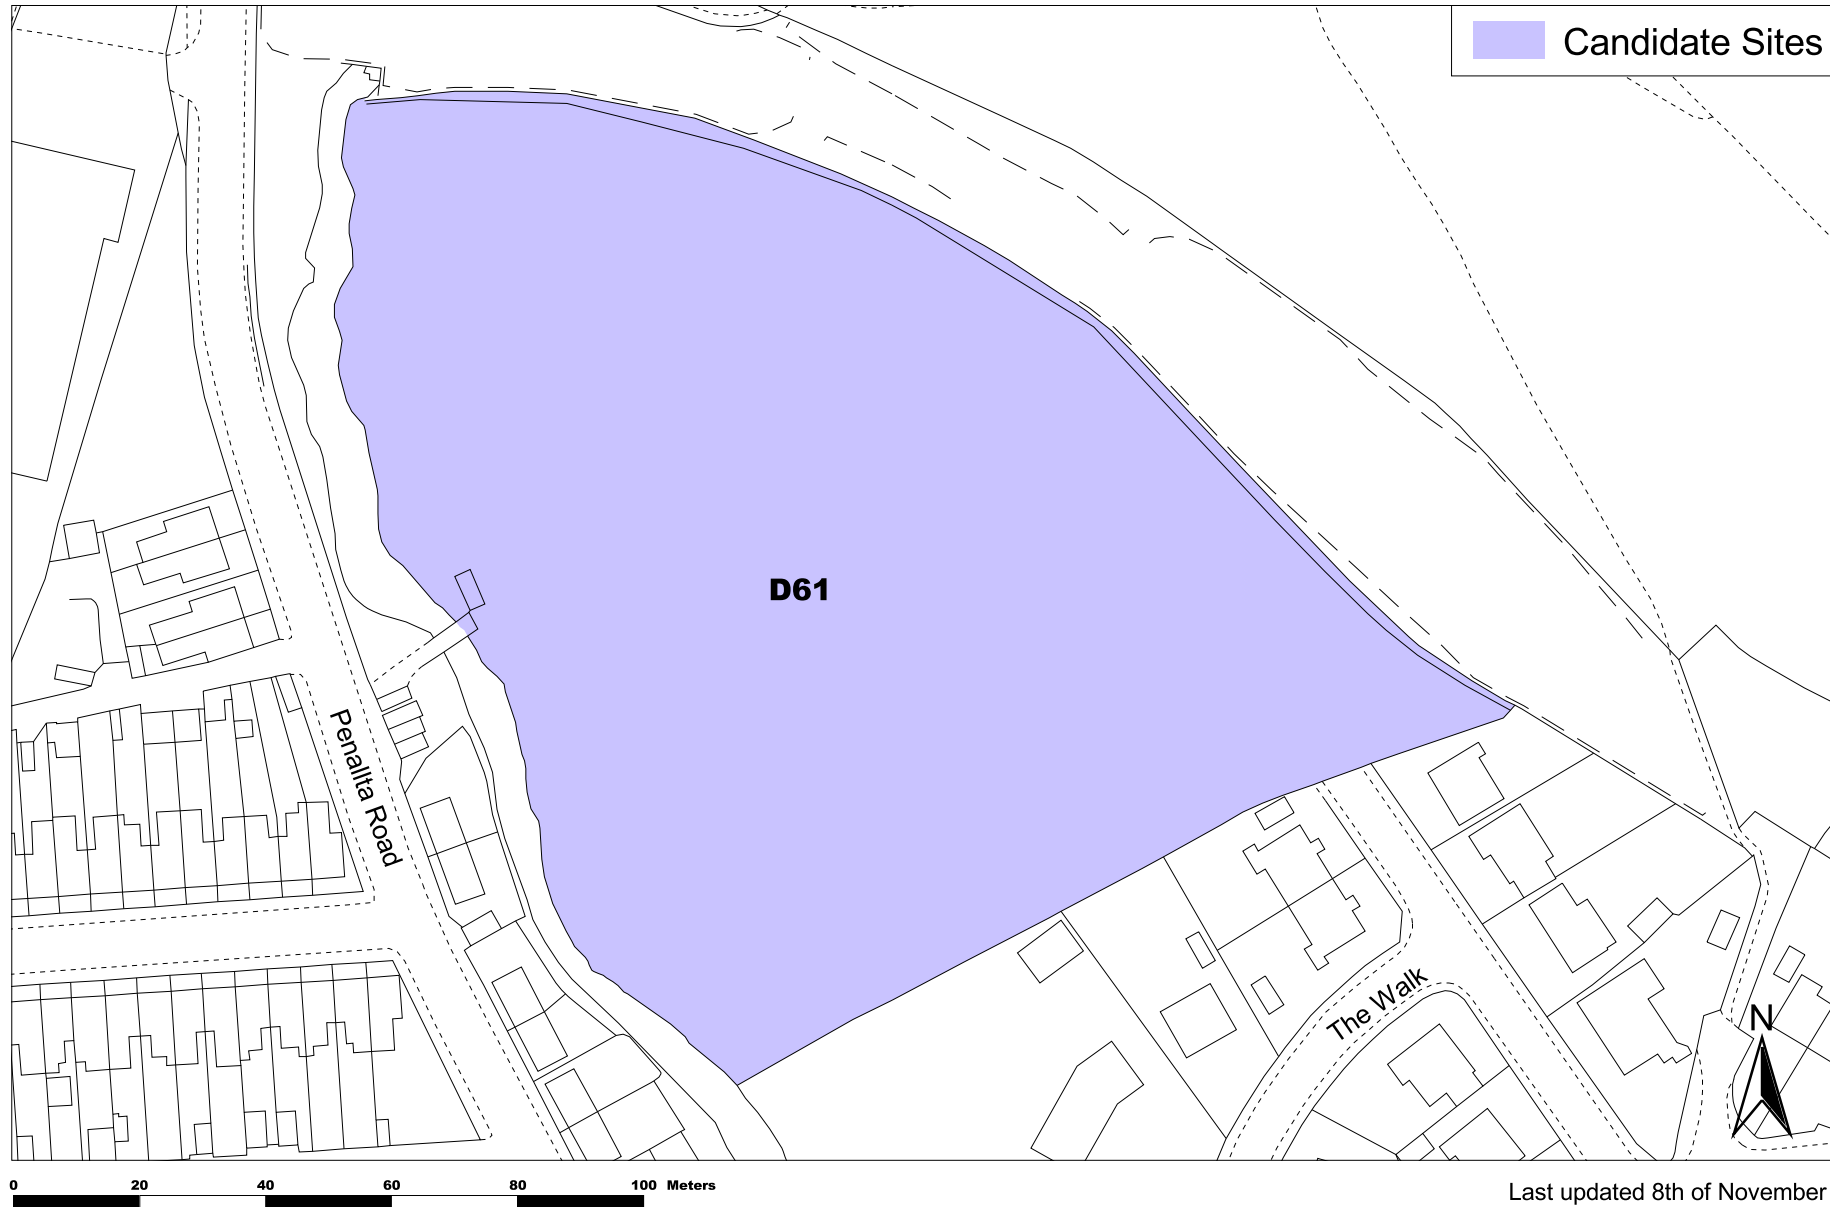 Candidate Sites
D61
Penallta Road
The Walk
N
0 20 40 60 80 100 Meters
Last updated 8th of November